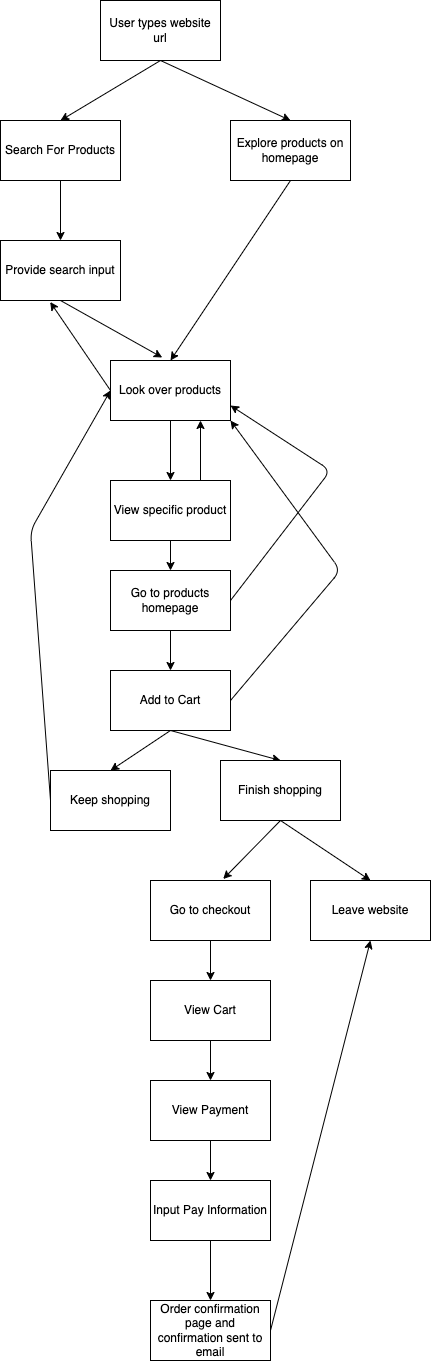 User types website
url
Search For Products
Explore products on
homepage
Provide search input
Look over products
View specific product
Go to products
homepage
Add to Cart
Keep shopping
Finish shopping
Go to checkout
Leave website
View Cart
View Payment
Input Pay Information
Order confirmation
page and
confirmation sent to
email